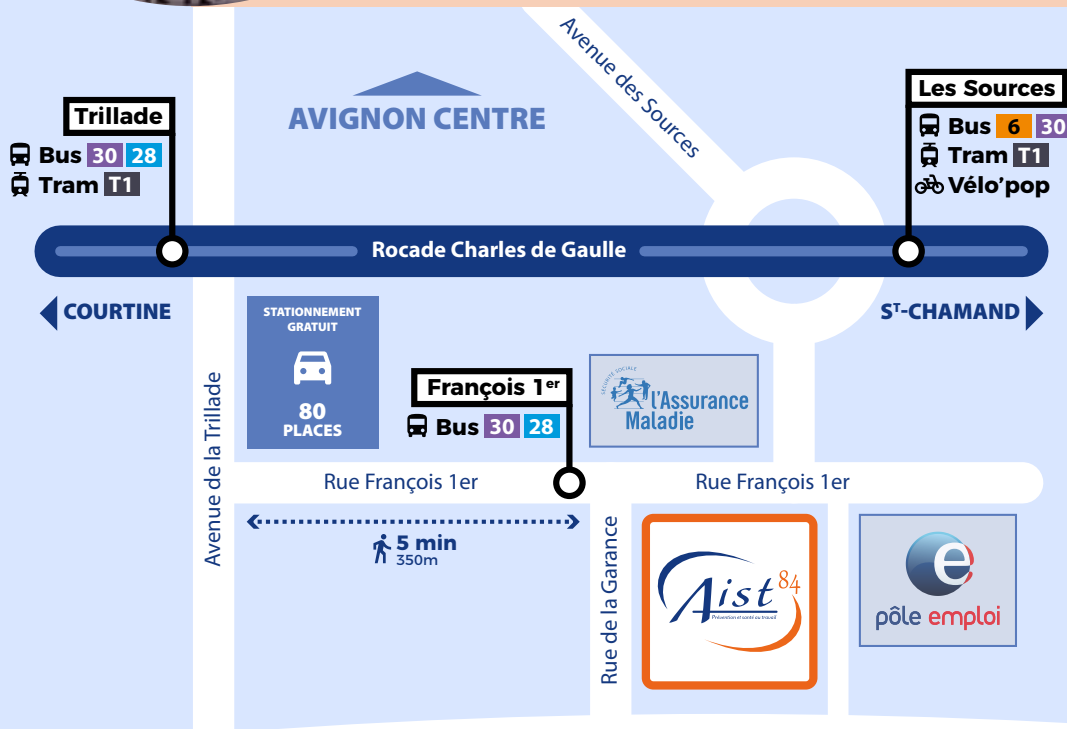 Avenue des Sources
AVIGNON CENTRE
Trillade
Bus 30 28
Tram T1
Les Sources
Bus 6 30
Tram T1
Vélo'pop
Rocade Charles de Gaulle
COURTINE
Sᵀ-CHAMAND
STATIONNEMENT
GRATUIT
80
PLACES
Avenue de la Trillade
François 1ᵉʳ
Bus 30 28
SÉCURITÉ SOCIALE
l'Assurance
Maladie
Rue François 1er
Rue François 1er
5 min
350m
Rue de la Garance
Aist 84
Prévention et santé au travail
pôle emploi